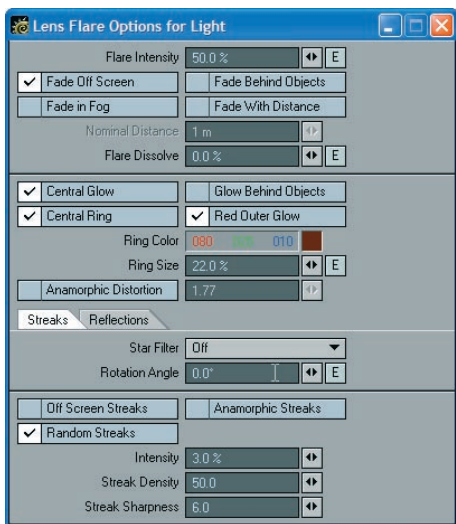 Lens Flare Options for Light
Flare Intensity 50.0 % E
Fade Off Screen Fade Behind Objects
Fade in Fog Fade With Distance
Nominal Distance 1 m
Flare Dissolve 0.0 % E
Central Glow Glow Behind Objects
Central Ring Red Outer Glow
Ring Color 080 010
Ring Size 22.0 % E
Anamorphic Distortion 1.77
Streaks Reflections
Star Filter Off
Rotation Angle 0.0° E
Off Screen Streaks Anamorphic Streaks
Random Streaks
Intensity 3.0 %
Streak Density 50.0
Streak Sharpness 6.0